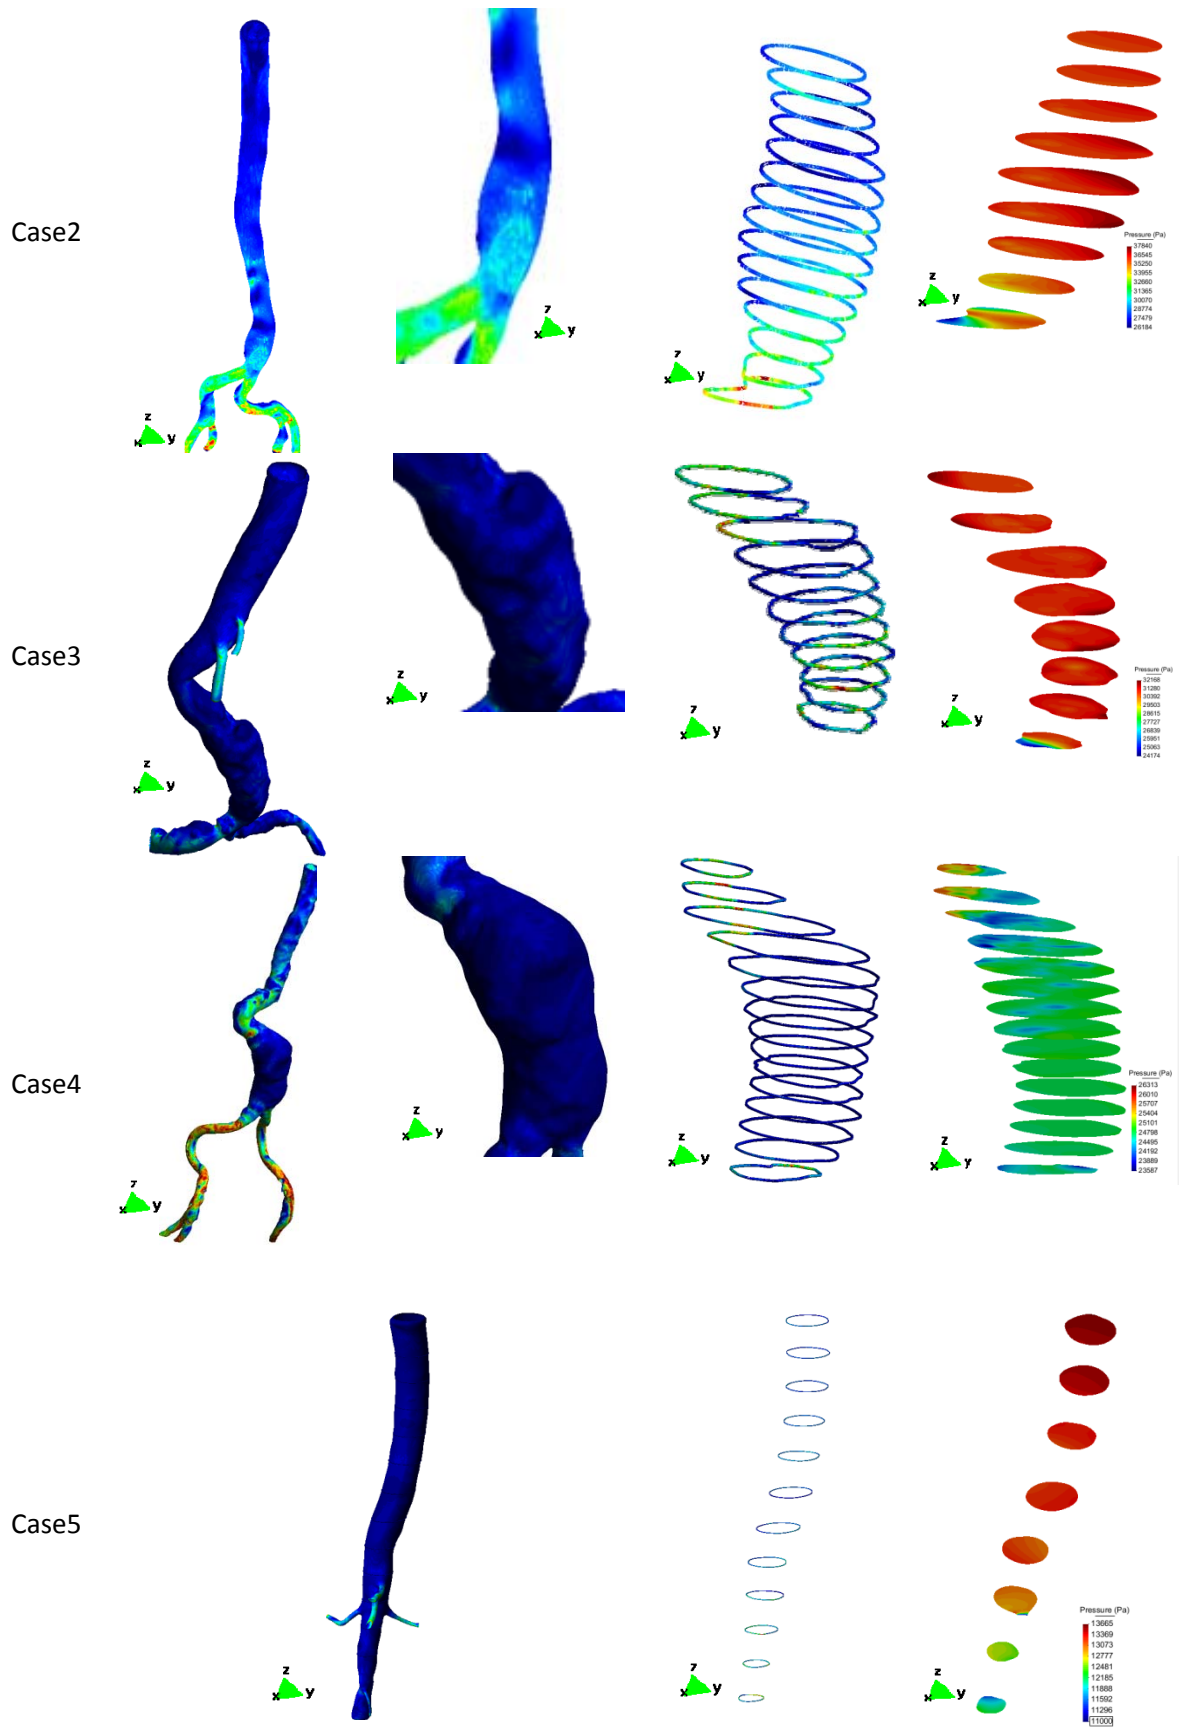 Case2
z
y
x
z
y
x
z
y
x
z
y
x
Pressure (Pa)
37840
36545
35250
33955
32660
31365
30070
28774
27479
26184
Case3
z
y
x
z
y
x
z
y
x
z
y
x
Pressure (Pa)
32168
31280
30392
29503
28615
27727
26839
25951
25063
24174
Case4
z
y
x
z
y
x
z
y
x
z
y
x
Pressure (Pa)
26313
26010
25707
25404
25101
24798
24495
24192
23889
23587
Case5
z
y
x
z
y
x
z
y
x
Pressure (Pa)
13665
13369
13073
12777
12481
12185
11888
11592
11296
11000